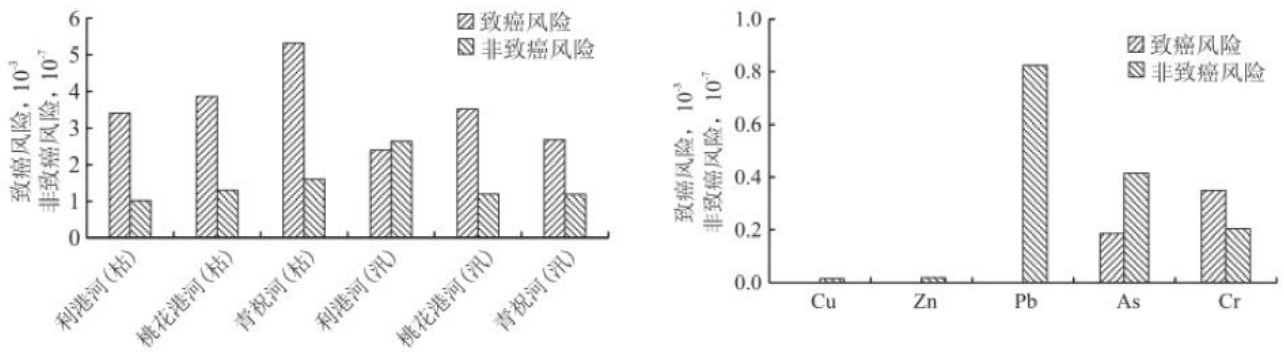 致癌风险，10⁻³
非致癌风险，10⁻⁷
6
5
4
3
2
1
0
致癌风险
非致癌风险
利港河(枯)
桃花港河(枯)
青祝河(枯)
利港河(汛)
桃花港河(汛)
青祝河(汛)
致癌风险，10⁻³
非致癌风险，10⁻⁷
1.0
0.8
0.6
0.4
0.2
0.0
致癌风险
非致癌风险
Cu Zn Pb As Cr